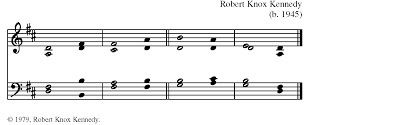 Robert Knox Kennedy
(b. 1945)
© 1979, Robert Knox Kennedy.